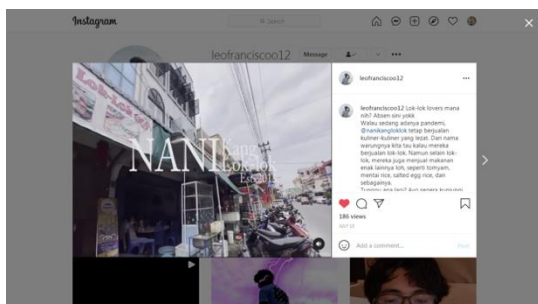 Instagram
Search
leofranciscoo12
Message
leofranciscoo12
leofranciscoo12 Lok-lok lovers mana
nih? Absen sini yokk
Walau sedang adanya pandemi,
@nanikangloklok tetap berjualan
kuliner-kuliner yang lezat. Dari nama
warungnya kita tau kalau mereka
berjualan lok-lok. Namun selain lok-
lok, mereka juga menjual makanan
enak lainnya loh, seperti tomyam,
mentai rice, salted egg rice, dan
sebagainya.
NANI
Kang
Lok-lok
186 views
Add a comment...
Post